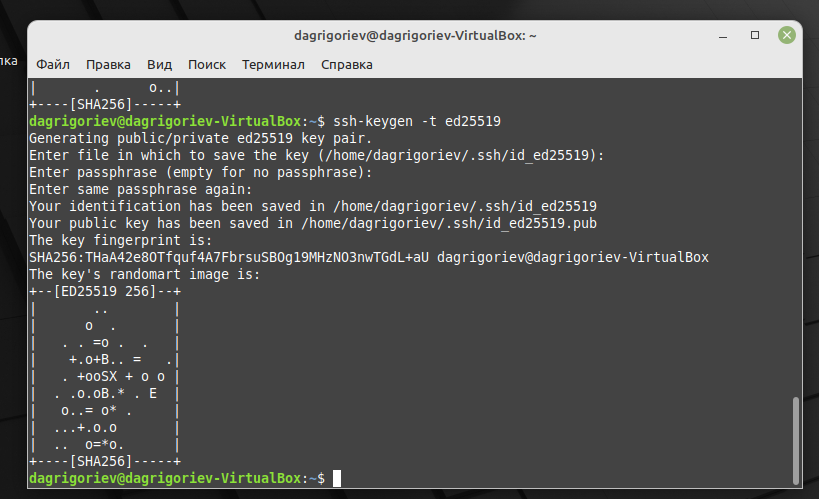 dagrigoriev@dagrigoriev-VirtualBox: ~
лка
Файл Правка Вид Поиск Терминал Справка
|       .      o..|
+----[SHA256]-----+
dagrigoriev@dagrigoriev-VirtualBox:~$ ssh-keygen -t ed25519
Generating public/private ed25519 key pair.
Enter file in which to save the key (/home/dagrigoriev/.ssh/id_ed25519):
Enter passphrase (empty for no passphrase):
Enter same passphrase again:
Your identification has been saved in /home/dagrigoriev/.ssh/id_ed25519
Your public key has been saved in /home/dagrigoriev/.ssh/id_ed25519.pub
The key fingerprint is:
SHA256:THaA42e8OTfquf4A7FbrsuSBOg19MHzNO3nwTGdL+aU dagrigoriev@dagrigoriev-VirtualBox
The key's randomart image is:
+--[ED25519 256]--+
|       ..        |
|      o  .       |
|   . . =o .  .   |
|    +.o+B.. =   .|
|   . +ooSX + o o |
|  . .o.oB.* . E  |
|   o..= o* .     |
|  ...+.o.o       |
|  ..  o=*o.      |
+----[SHA256]-----+
dagrigoriev@dagrigoriev-VirtualBox:~$